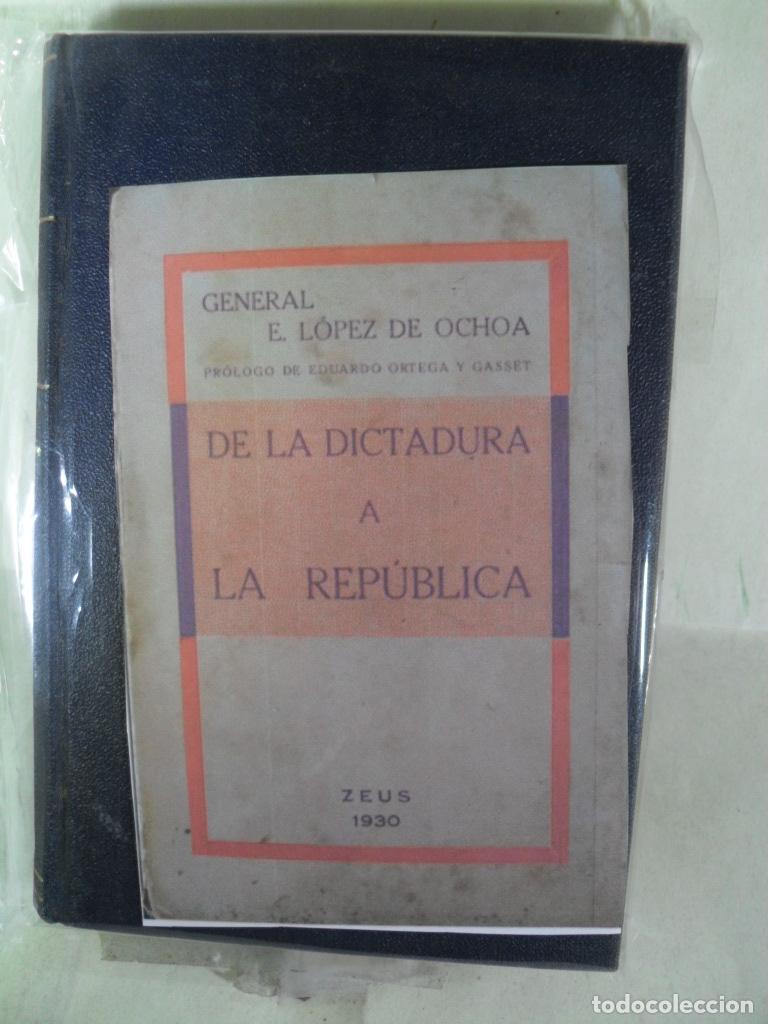 GENERAL
E. LÓPEZ DE OCHOA
PRÓLOGO DE EDUARDO ORTEGA Y GASSET
DE LA DICTADURA
A
LA REPÚBLICA
ZEUS
1930
todocoleccion